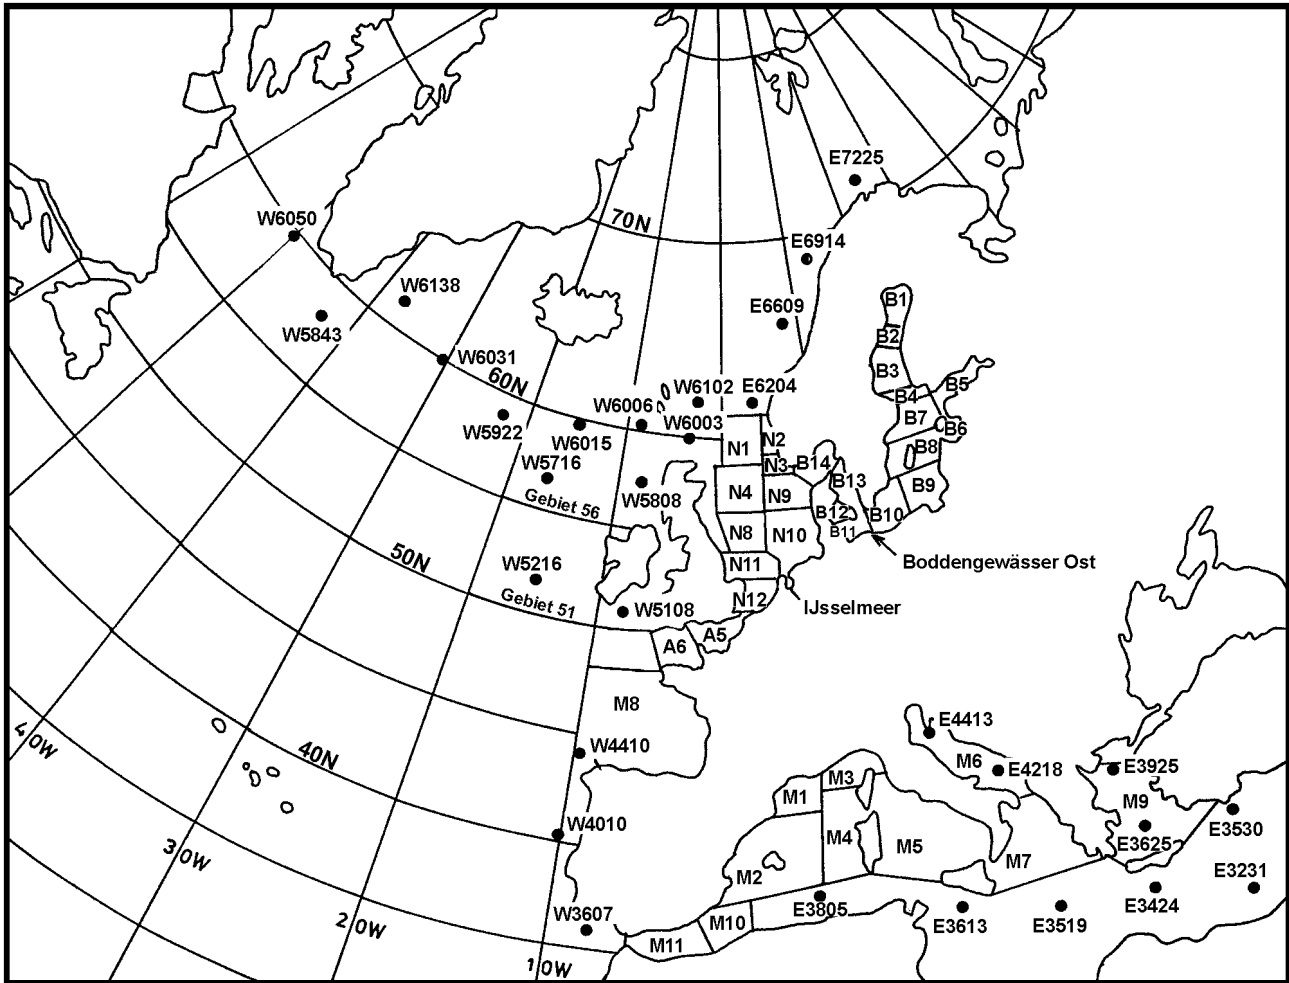 E7225
W6050
70N
E6914
W6138
E6609
B1
W5843
B2
W6031
B3
60N
B5
W6102
E6204
B4
W6006
B7
W6003
B6
W5922
W6015
N1
N2
B8
W5716
N3
B14
B13
B9
W5808
N4
N9
Gebiet 56
B12
B10
N8
N10
B11
50N
W5216
N11
Boddengewässer Ost
Gebiet 51
N12
IJsselmeer
W5108
A5
A6
M8
E4413
40W
W4410
40N
M6
E4218
E3925
M3
M1
M9
W4010
E3530
M4
M5
E3625
30W
M7
M2
E3231
W3607
E3805
E3424
20W
M10
E3613
E3519
M11
10W